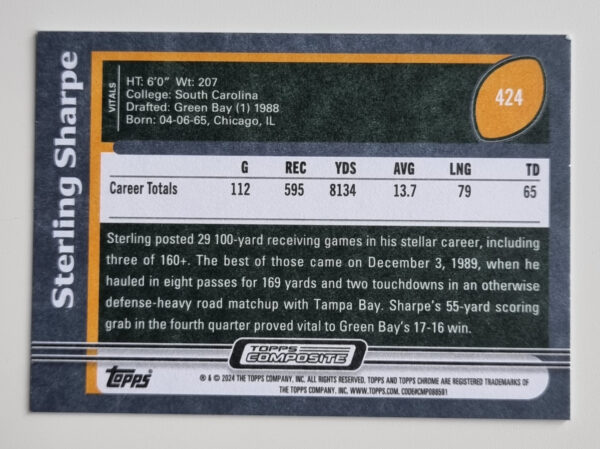 Sterling Sharpe
VITALS
HT: 6'0" Wt: 207
College: South Carolina
Drafted: Green Bay (1) 1988
Born: 04-06-65, Chicago, IL
424
G REC YDS AVG LNG TD
Career Totals 112 595 8134 13.7 79 65
Sterling posted 29 100-yard receiving games in his stellar career, including
three of 160+. The best of those came on December 3, 1989, when he
hauled in eight passes for 169 yards and two touchdowns in an otherwise
defense-heavy road matchup with Tampa Bay. Sharpe's 55-yard scoring
grab in the fourth quarter proved vital to Green Bay's 17-16 win.
TOPPS
COMPOSITE
Topps
® & © 2024 THE TOPPS COMPANY, INC. ALL RIGHTS RESERVED. TOPPS AND TOPPS CHROME ARE REGISTERED TRADEMARKS OF
THE TOPPS COMPANY, INC. WWW.TOPPS.COM. CODE#CMP088581